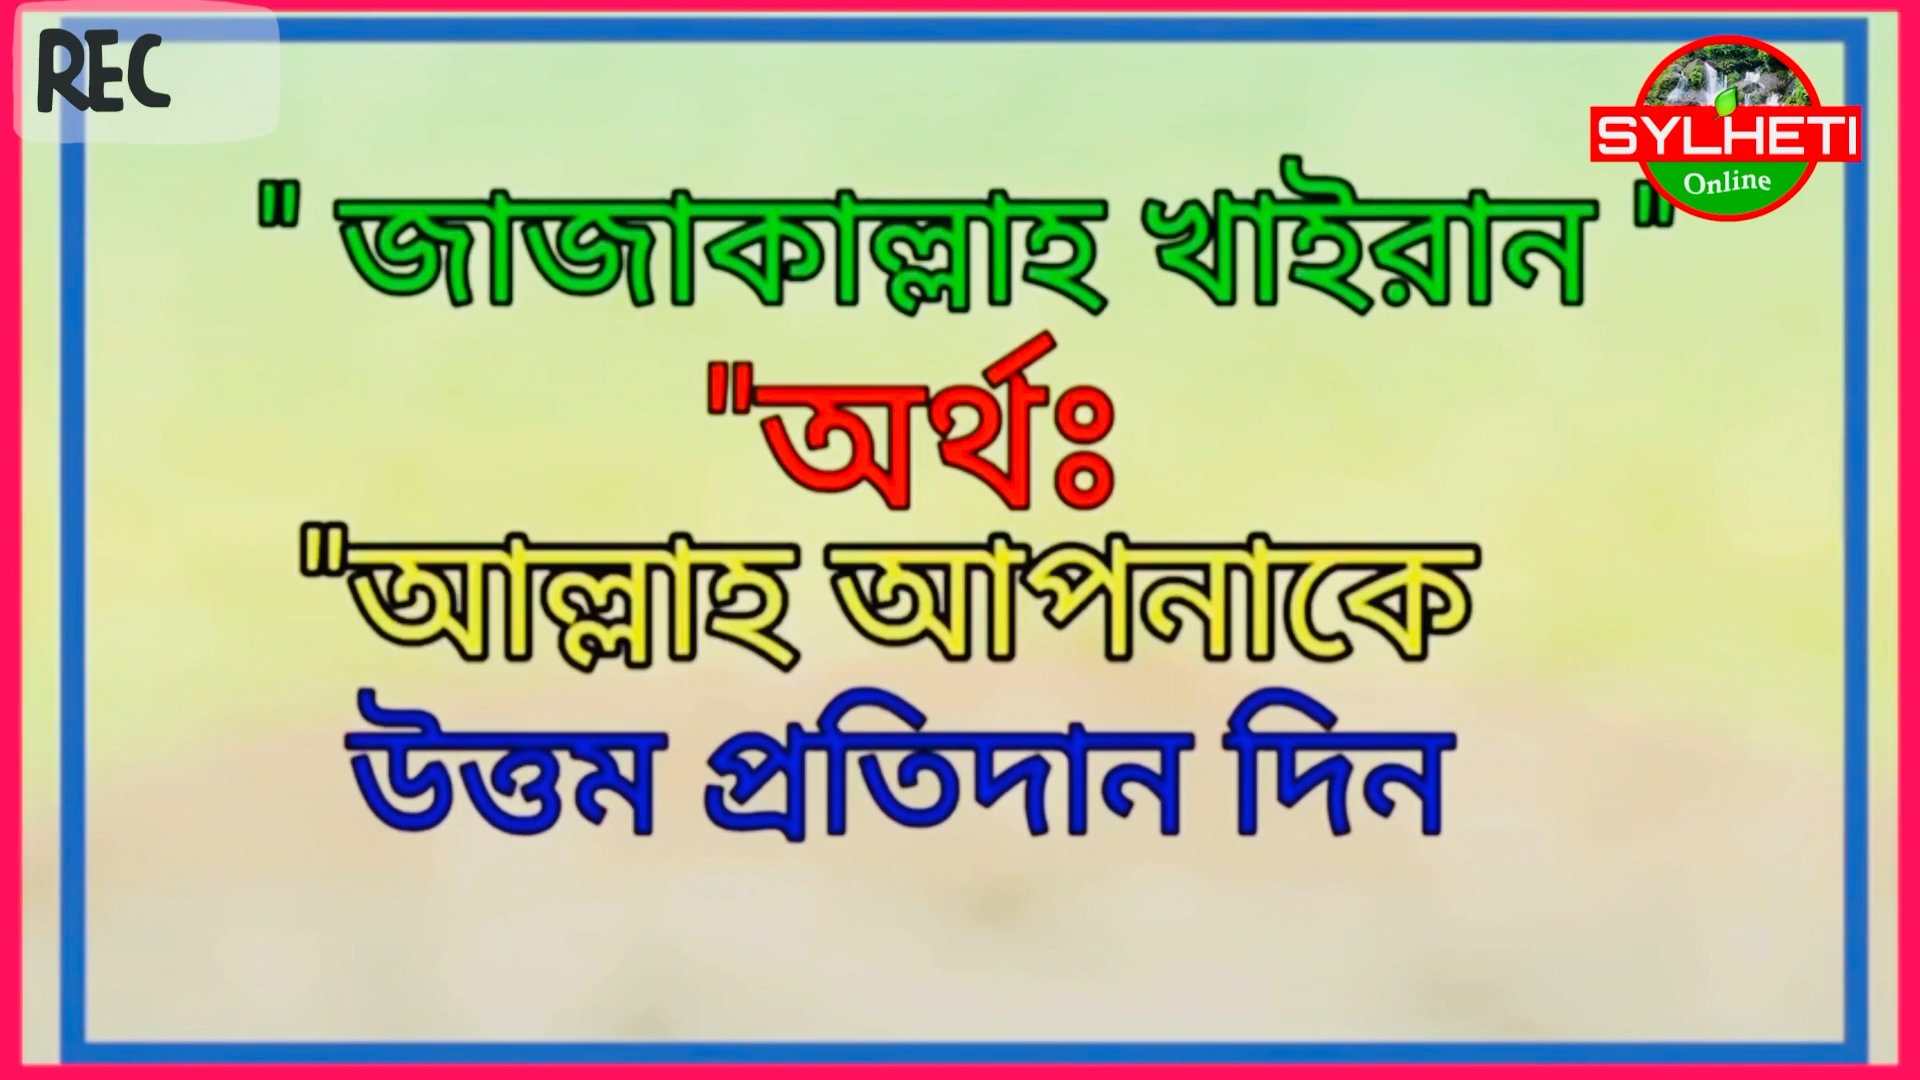 REC
SYLHETI
Online
" জাজাকাল্লাহ খাইরান "
"অর্থঃ
"আল্লাহ আপনাকে
উত্তম প্রতিদান দিন